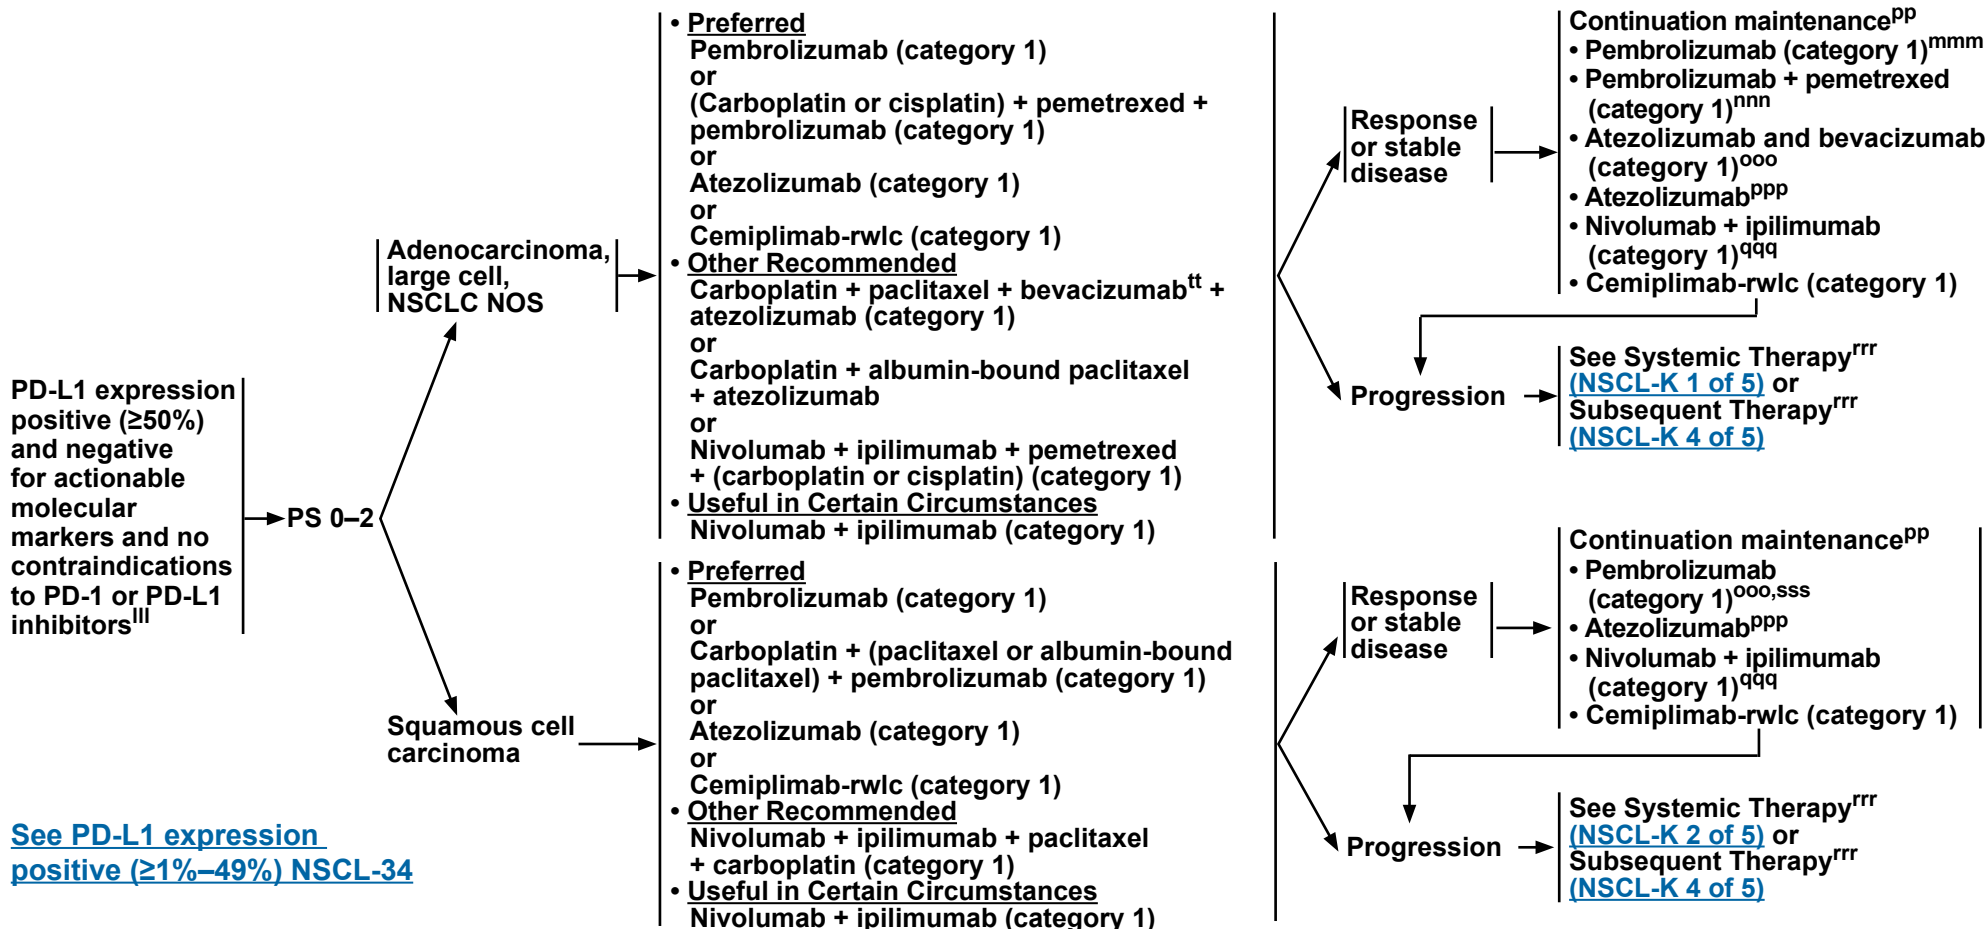 PD-L1 expression
positive (≥50%)
and negative
for actionable
molecular
markers and no
contraindications
to PD-1 or PD-L1
inhibitorslll
PS 0–2
Adenocarcinoma,
large cell,
NSCLC NOS
• Preferred
Pembrolizumab (category 1)
or
(Carboplatin or cisplatin) + pemetrexed +
pembrolizumab (category 1)
or
Atezolizumab (category 1)
or
Cemiplimab-rwlc (category 1)
• Other Recommended
Carboplatin + paclitaxel + bevacizumabtt +
atezolizumab (category 1)
or
Carboplatin + albumin-bound paclitaxel
+ atezolizumab
or
Nivolumab + ipilimumab + pemetrexed
+ (carboplatin or cisplatin) (category 1)
• Useful in Certain Circumstances
Nivolumab + ipilimumab (category 1)
Response
or stable
disease
Continuation maintenancepp
• Pembrolizumab (category 1)mmm
• Pembrolizumab + pemetrexed
(category 1)nnn
• Atezolizumab and bevacizumab
(category 1)ooo
• Atezolizumabppp
• Nivolumab + ipilimumab
(category 1)qqq
• Cemiplimab-rwlc (category 1)
Progression
See Systemic Therapyrrr
(NSCL-K 1 of 5) or
Subsequent Therapyrrr
(NSCL-K 4 of 5)
Squamous cell
carcinoma
• Preferred
Pembrolizumab (category 1)
or
Carboplatin + (paclitaxel or albumin-bound
paclitaxel) + pembrolizumab (category 1)
or
Atezolizumab (category 1)
or
Cemiplimab-rwlc (category 1)
• Other Recommended
Nivolumab + ipilimumab + paclitaxel
+ carboplatin (category 1)
• Useful in Certain Circumstances
Nivolumab + ipilimumab (category 1)
Response
or stable
disease
Continuation maintenancepp
• Pembrolizumab
(category 1)ooo,sss
• Atezolizumabppp
• Nivolumab + ipilimumab
(category 1)qqq
• Cemiplimab-rwlc (category 1)
Progression
See Systemic Therapyrrr
(NSCL-K 2 of 5) or
Subsequent Therapyrrr
(NSCL-K 4 of 5)
See PD-L1 expression
positive (≥1%–49%) NSCL-34